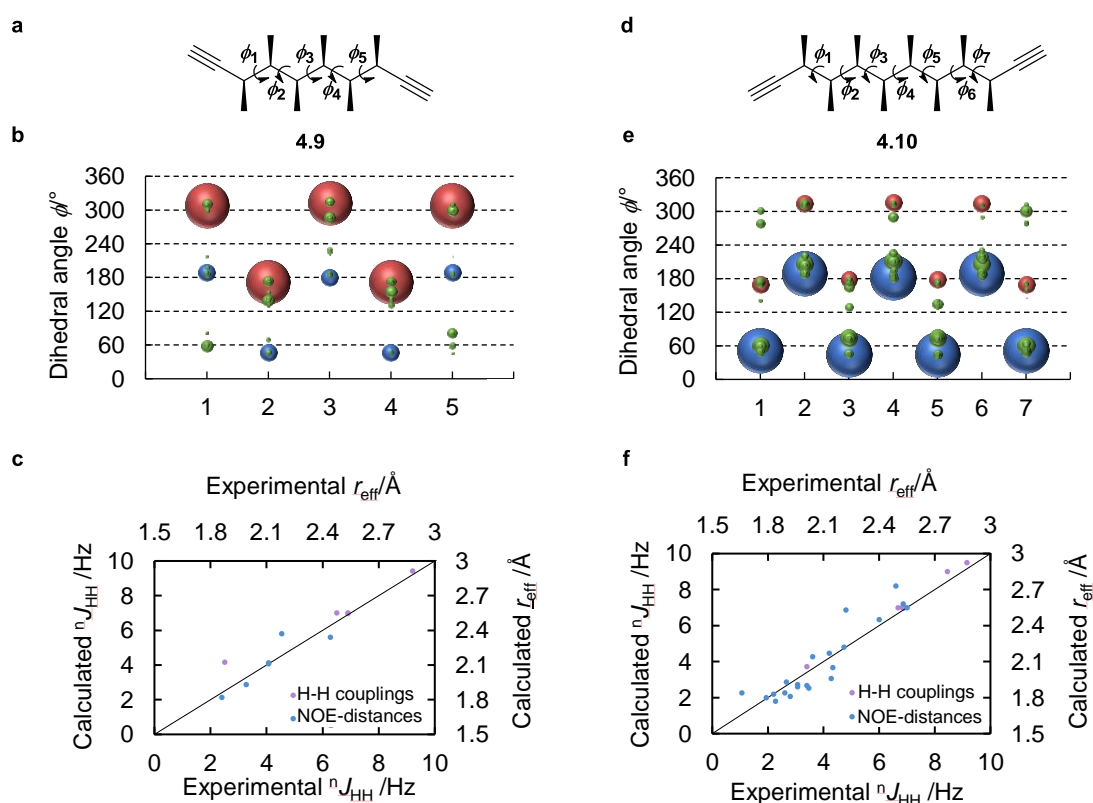 a
d
ϕ1 ϕ3 ϕ5
ϕ2 ϕ4
ϕ1 ϕ3 ϕ5 ϕ7
ϕ2 ϕ4 ϕ6
b
4.9
e
4.10
Dihedral angle ϕ/°
360
300
240
180
120
60
0
1 2 3 4 5
Dihedral angle ϕ/°
360
300
240
180
120
60
0
1 2 3 4 5 6 7
c
Experimental reff/Å
1.5 1.8 2.1 2.4 2.7 3
Calculated nJHH /Hz
10
8
6
4
2
0
3
2.7
2.4
2.1
1.8
1.5
Calculated reff /Å
H-H couplings
NOE-distances
0 2 4 6 8 10
Experimental nJHH /Hz
f
Experimental reff/Å
1.5 1.8 2.1 2.4 2.7 3
Calculated nJHH /Hz
10
8
6
4
2
0
3
2.7
2.4
2.1
1.8
1.5
Calculated reff /Å
H-H couplings
NOE-distances
0 2 4 6 8 10
Experimental nJHH /Hz